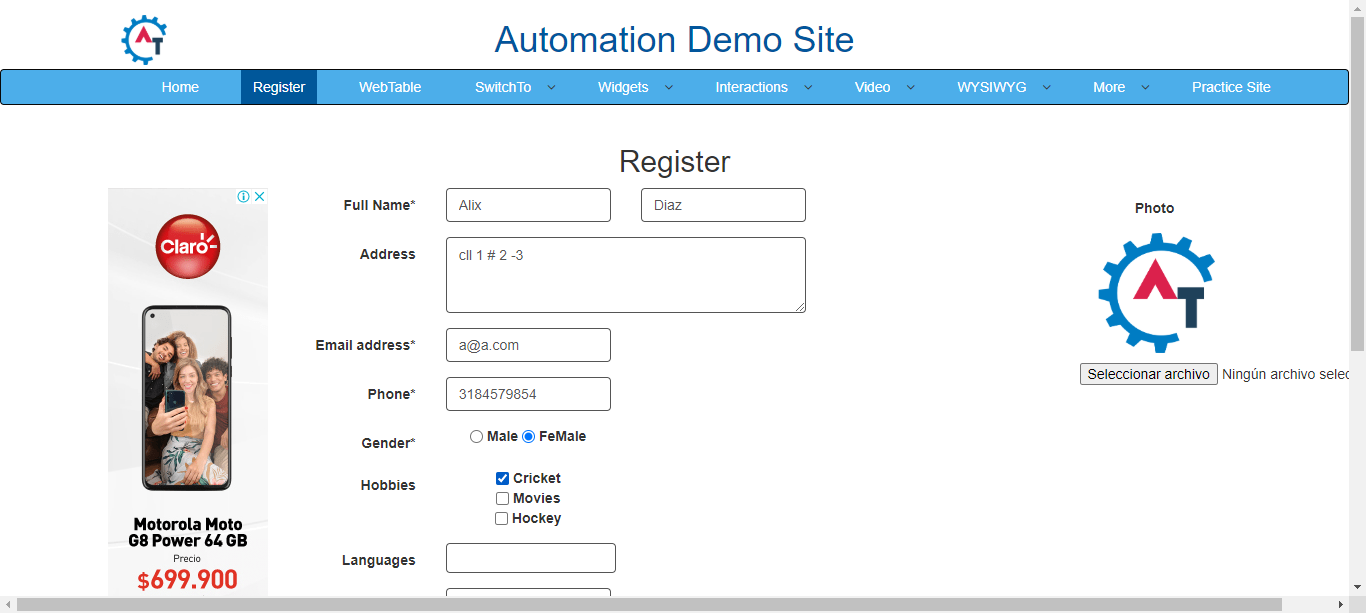 AT
Automation Demo Site
Home Register WebTable SwitchTo Widgets Interactions Video WYSIWYG More Practice Site
Register
Full Name* Alix Diaz
Address cll 1 # 2 -3
Email address* a@a.com
Phone* 3184579854
Gender* Male FeMale
Hobbies Cricket
Movies
Hockey
Languages
Photo
AT
Seleccionar archivo Ningún archivo selec
Claro
Motorola Moto
G8 Power 64 GB
Precio
$699.900